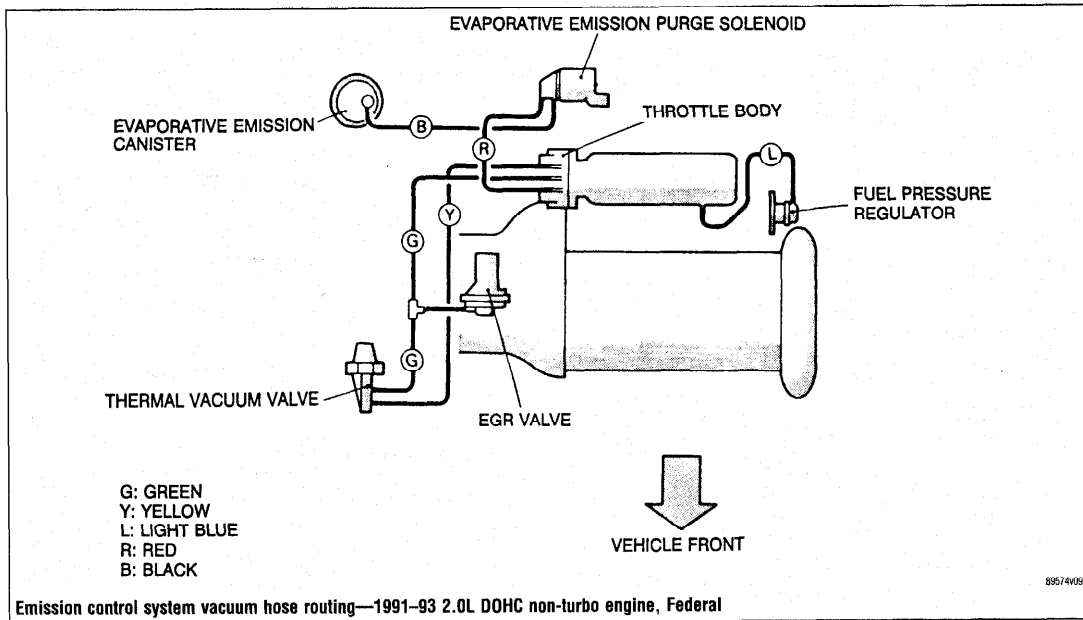 EVAPORATIVE EMISSION PURGE SOLENOID
THROTTLE BODY
EVAPORATIVE EMISSION
CANISTER
B
R
L
FUEL PRESSURE
REGULATOR
Y
G
G
THERMAL VACUUM VALVE
EGR VALVE
G: GREEN
Y: YELLOW
L: LIGHT BLUE
R: RED
B: BLACK
VEHICLE FRONT
89574v09
Emission control system vacuum hose routing—1991–93 2.0L DOHC non-turbo engine, Federal